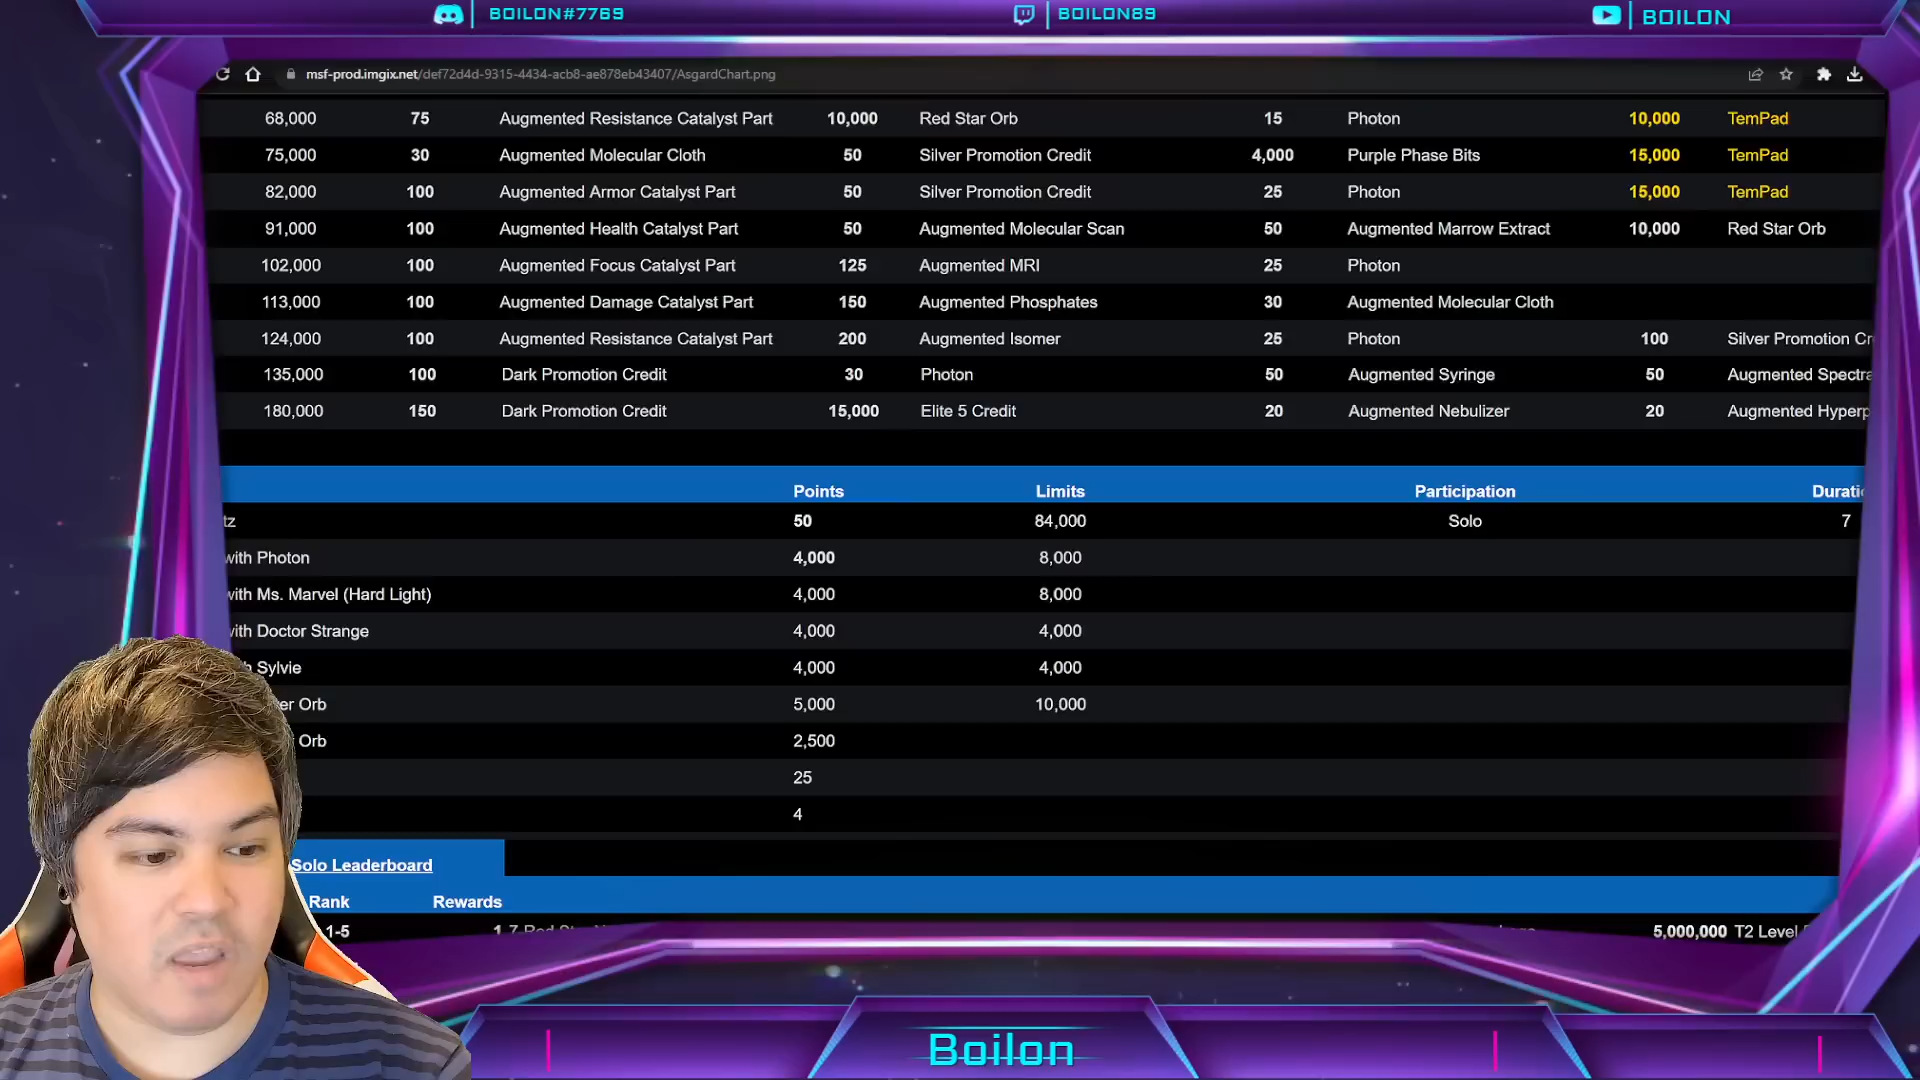 BOILON#7769 BOILON89 BOILON
msf-prod.imgix.net/def72d4d-9315-4434-acb8-ae878eb43407/AsgardChart.png
68,000 75 Augmented Resistance Catalyst Part 10,000 Red Star Orb 15 Photon 10,000 TemPad
75,000 30 Augmented Molecular Cloth 50 Silver Promotion Credit 4,000 Purple Phase Bits 15,000 TemPad
82,000 100 Augmented Armor Catalyst Part 50 Silver Promotion Credit 25 Photon 15,000 TemPad
91,000 100 Augmented Health Catalyst Part 50 Augmented Molecular Scan 50 Augmented Marrow Extract 10,000 Red Star Orb
102,000 100 Augmented Focus Catalyst Part 125 Augmented MRI 25 Photon
113,000 100 Augmented Damage Catalyst Part 150 Augmented Phosphates 30 Augmented Molecular Cloth
124,000 100 Augmented Resistance Catalyst Part 200 Augmented Isomer 25 Photon 100 Silver Promotion Cr
135,000 100 Dark Promotion Credit 30 Photon 50 Augmented Syringe 50 Augmented Spectra
180,000 150 Dark Promotion Credit 15,000 Elite 5 Credit 20 Augmented Nebulizer 20 Augmented Hyperp
Points Limits Participation Duratio
tz 50 84,000 Solo 7
with Photon 4,000 8,000
with Ms. Marvel (Hard Light) 4,000 8,000
with Doctor Strange 4,000 4,000
h Sylvie 4,000 4,000
er Orb 5,000 10,000
Orb 2,500
25
4
Solo Leaderboard
Rank Rewards
1-5 1 7-Red 5,000,000 T2 Level
Boilon